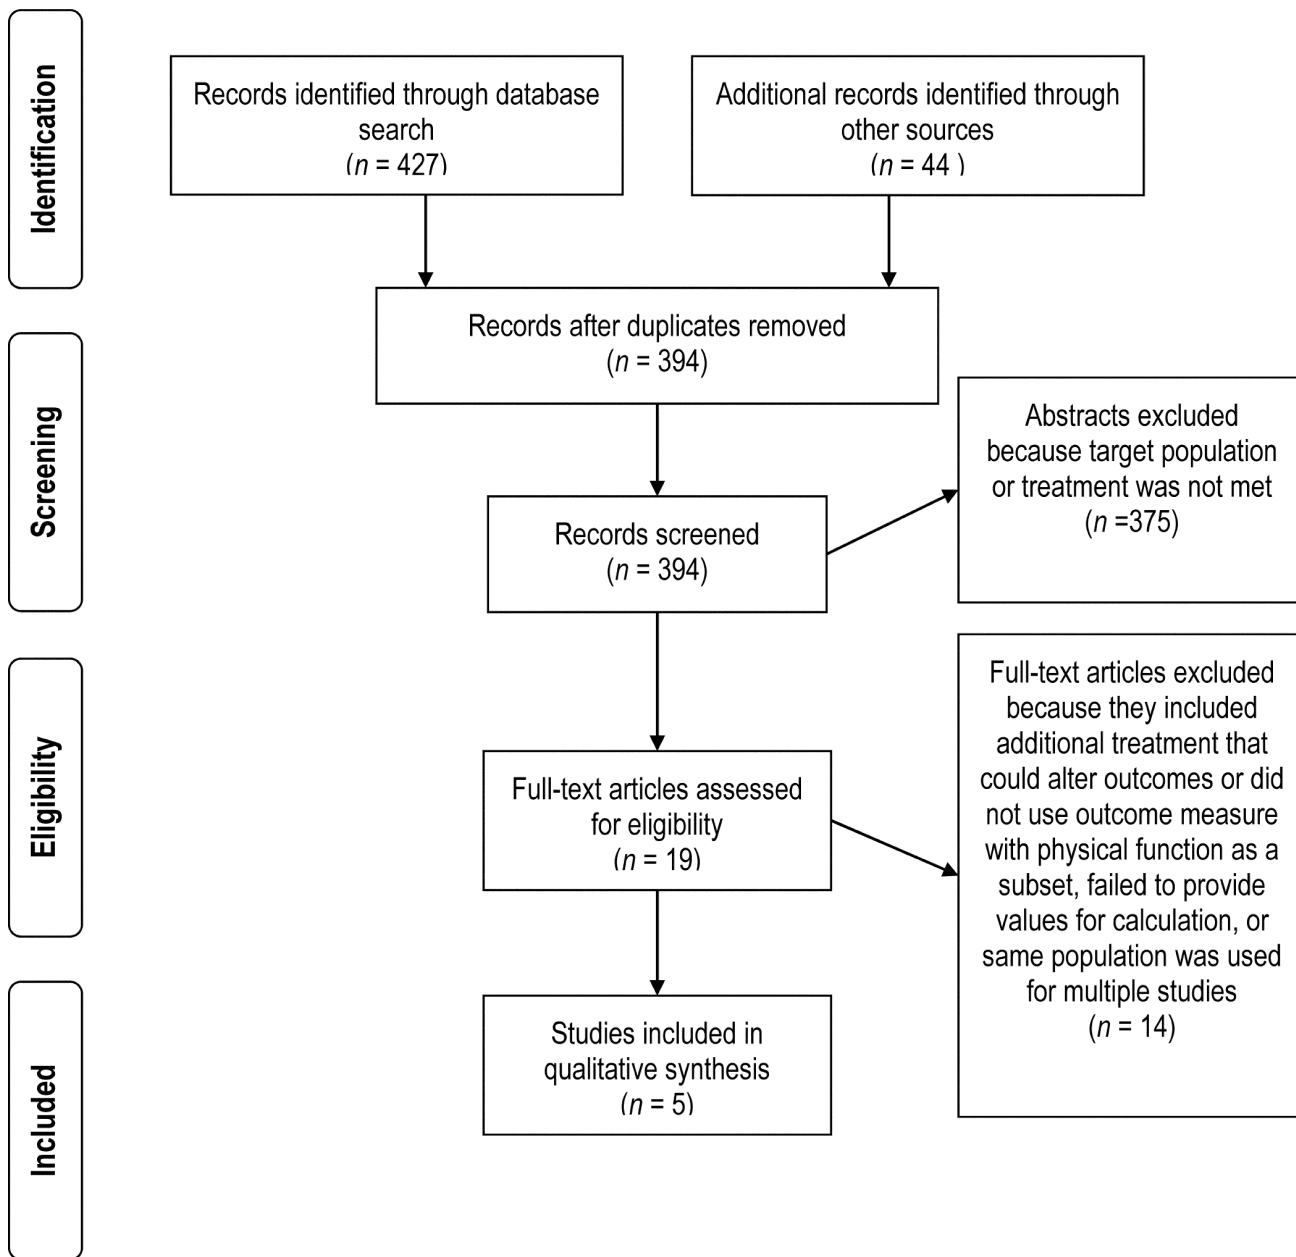 Identification
Records identified through database
search
(n = 427)
Additional records identified through
other sources
(n = 44 )
Records after duplicates removed
(n = 394)
Screening
Abstracts excluded
because target population
or treatment was not met
(n =375)
Records screened
(n = 394)
Eligibility
Full-text articles assessed
for eligibility
(n = 19)
Full-text articles excluded
because they included
additional treatment that
could alter outcomes or did
not use outcome measure
with physical function as a
subset, failed to provide
values for calculation, or
same population was used
for multiple studies
(n = 14)
Included
Studies included in
qualitative synthesis
(n = 5)